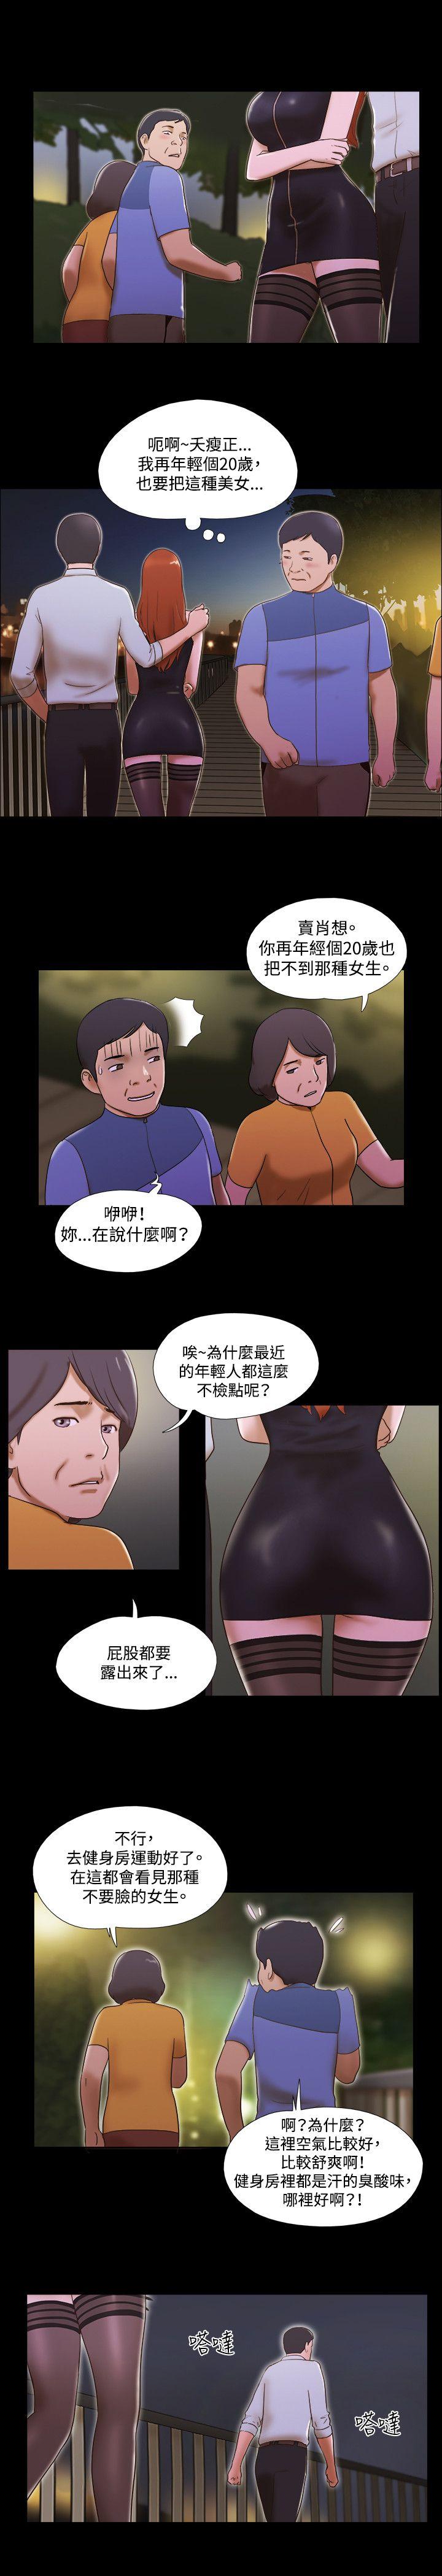 呃啊~夭瘦正...
我再年輕個20歲,
也要把這種美女...
賣肖想。
你再年經個20歲也
把不到那種女生。
咿咿!
妳...在說什麼啊?
唉~為什麼最近
的年輕人都這麼
不檢點呢?
屁股都要
露出來了...
不行,
去健身房運動好了。
在這都會看見那種
不要臉的女生。
啊?為什麼?
這裡空氣比較好,
比較舒爽啊!
健身房裡都是汗的臭酸味,
哪裡好啊?!
嗒噠
嗒噠